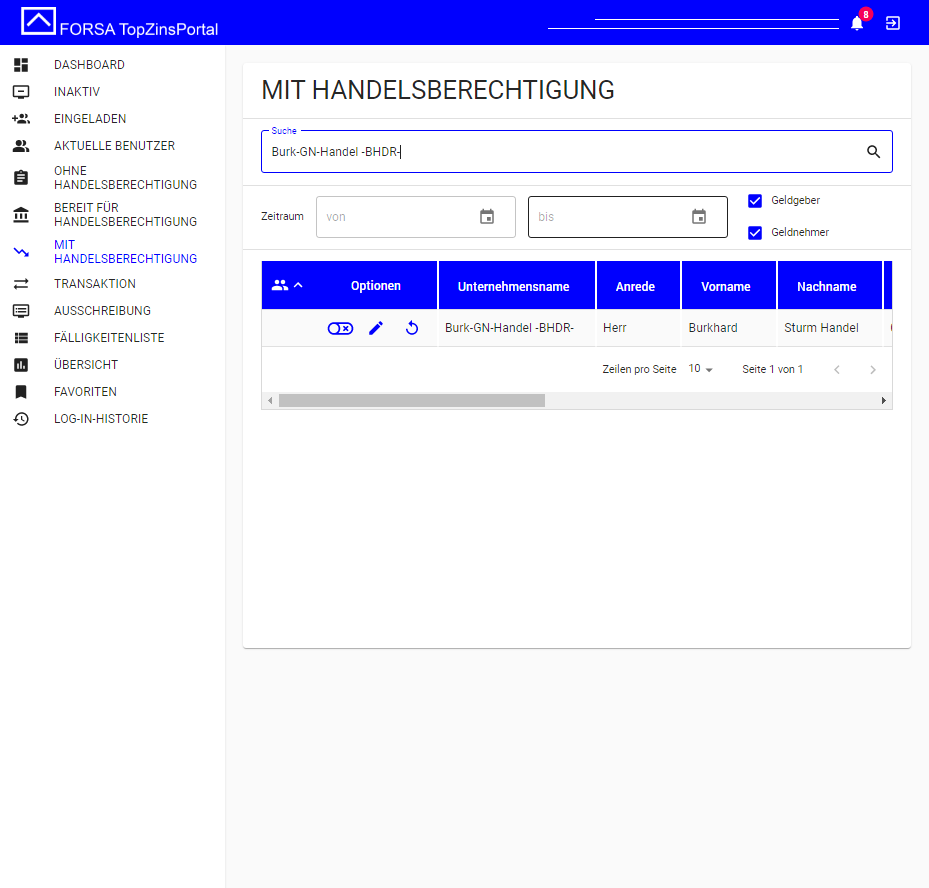 FORSA TopZinsPortal
8
DASHBOARD
INAKTIV
EINGELADEN
AKTUELLE BENUTZER
OHNE
HANDELSBERECHTIGUNG
BEREIT FÜR
HANDELSBERECHTIGUNG
MIT
HANDELSBERECHTIGUNG
TRANSAKTION
AUSSCHREIBUNG
FÄLLIGKEITENLISTE
ÜBERSICHT
FAVORITEN
LOG-IN-HISTORIE
MIT HANDELSBERECHTIGUNG
Suche
Burk-GN-Handel -BHDR-
Zeitraum von bis
Geldgeber
Geldnehmer
Optionen Unternehmensname Anrede Vorname Nachname
Burk-GN-Handel -BHDR- Herr Burkhard Sturm Handel
Zeilen pro Seite 10 Seite 1 von 1